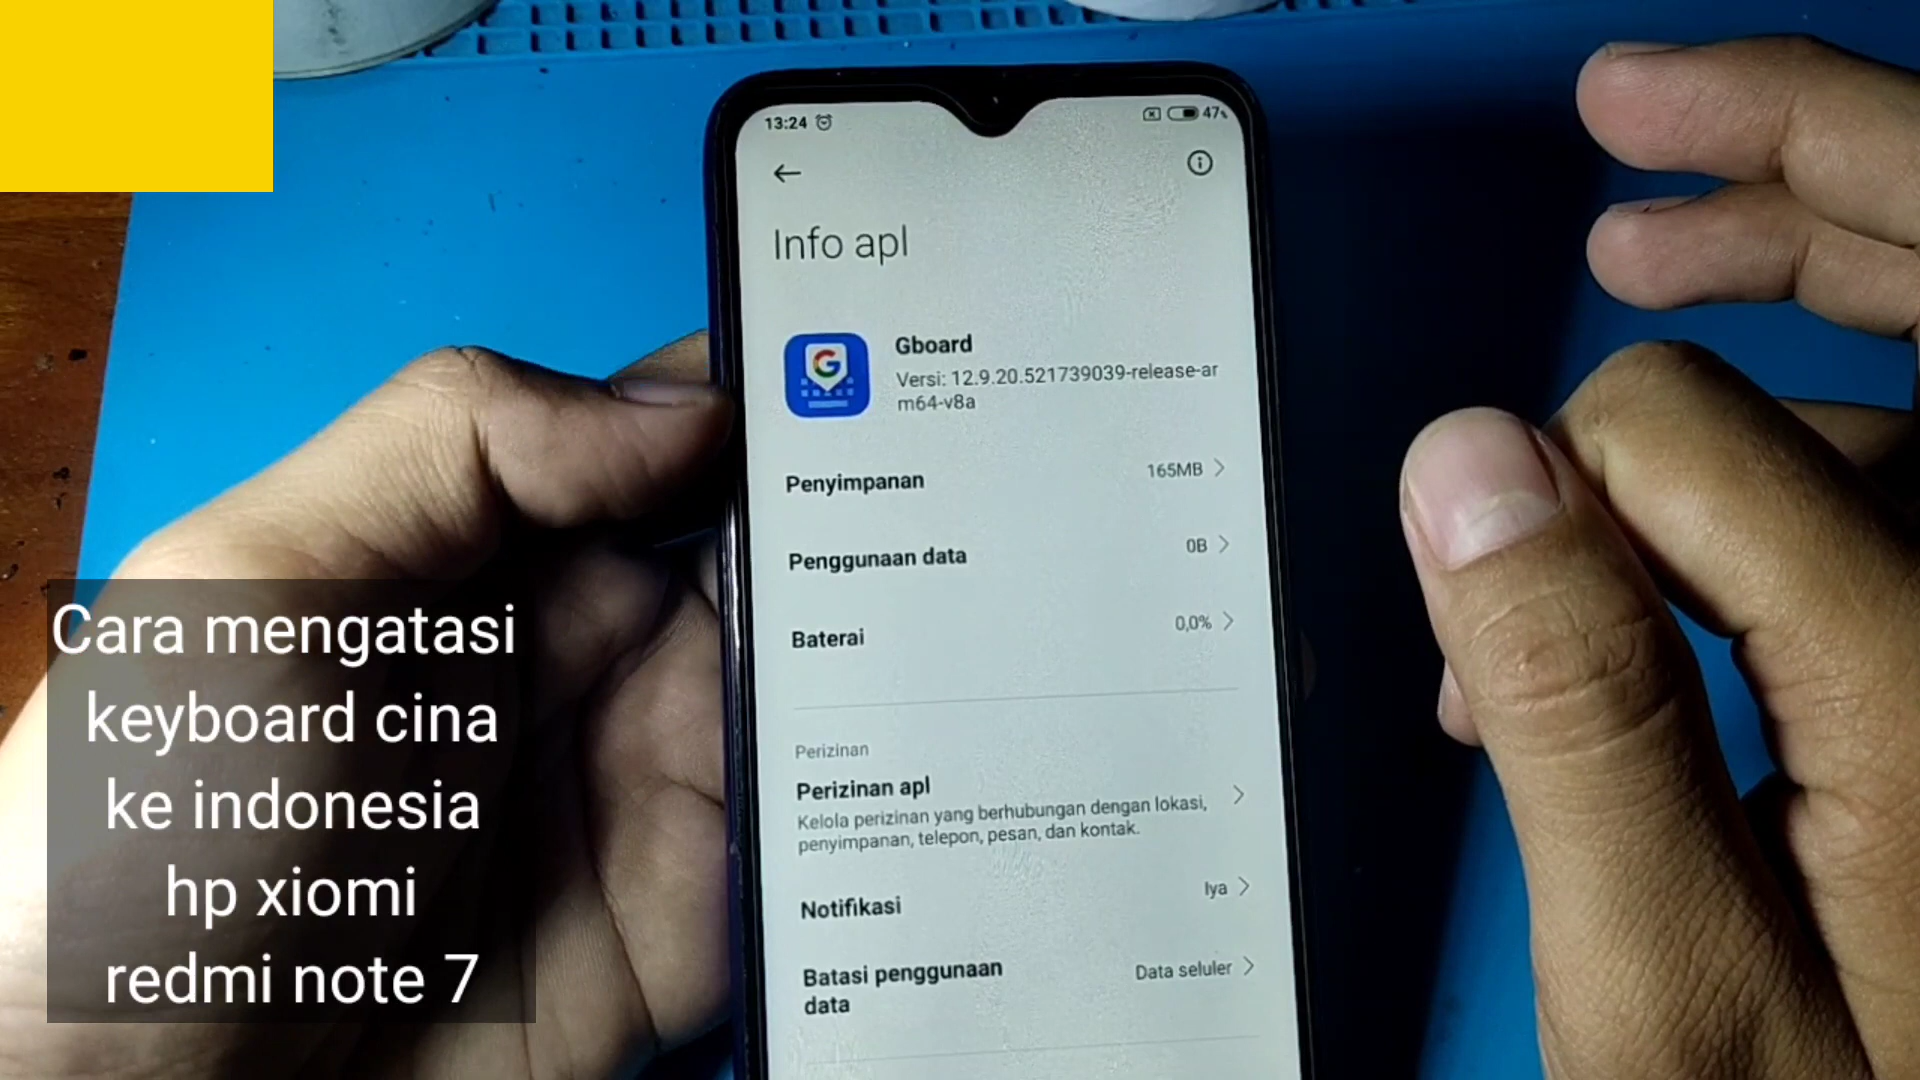 13:24
47%
Info apl
Gboard
Versi: 12.9.20.521739039-release-ar
m64-v8a
Penyimpanan 165MB
Penggunaan data 0B
Baterai 0,0%
Perizinan
Perizinan apl
Kelola perizinan yang berhubungan dengan lokasi,
penyimpanan, telepon, pesan, dan kontak.
Notifikasi Iya
Batasi penggunaan
data
Data seluler
Cara mengatasi
keyboard cina
ke indonesia
hp xiomi
redmi note 7